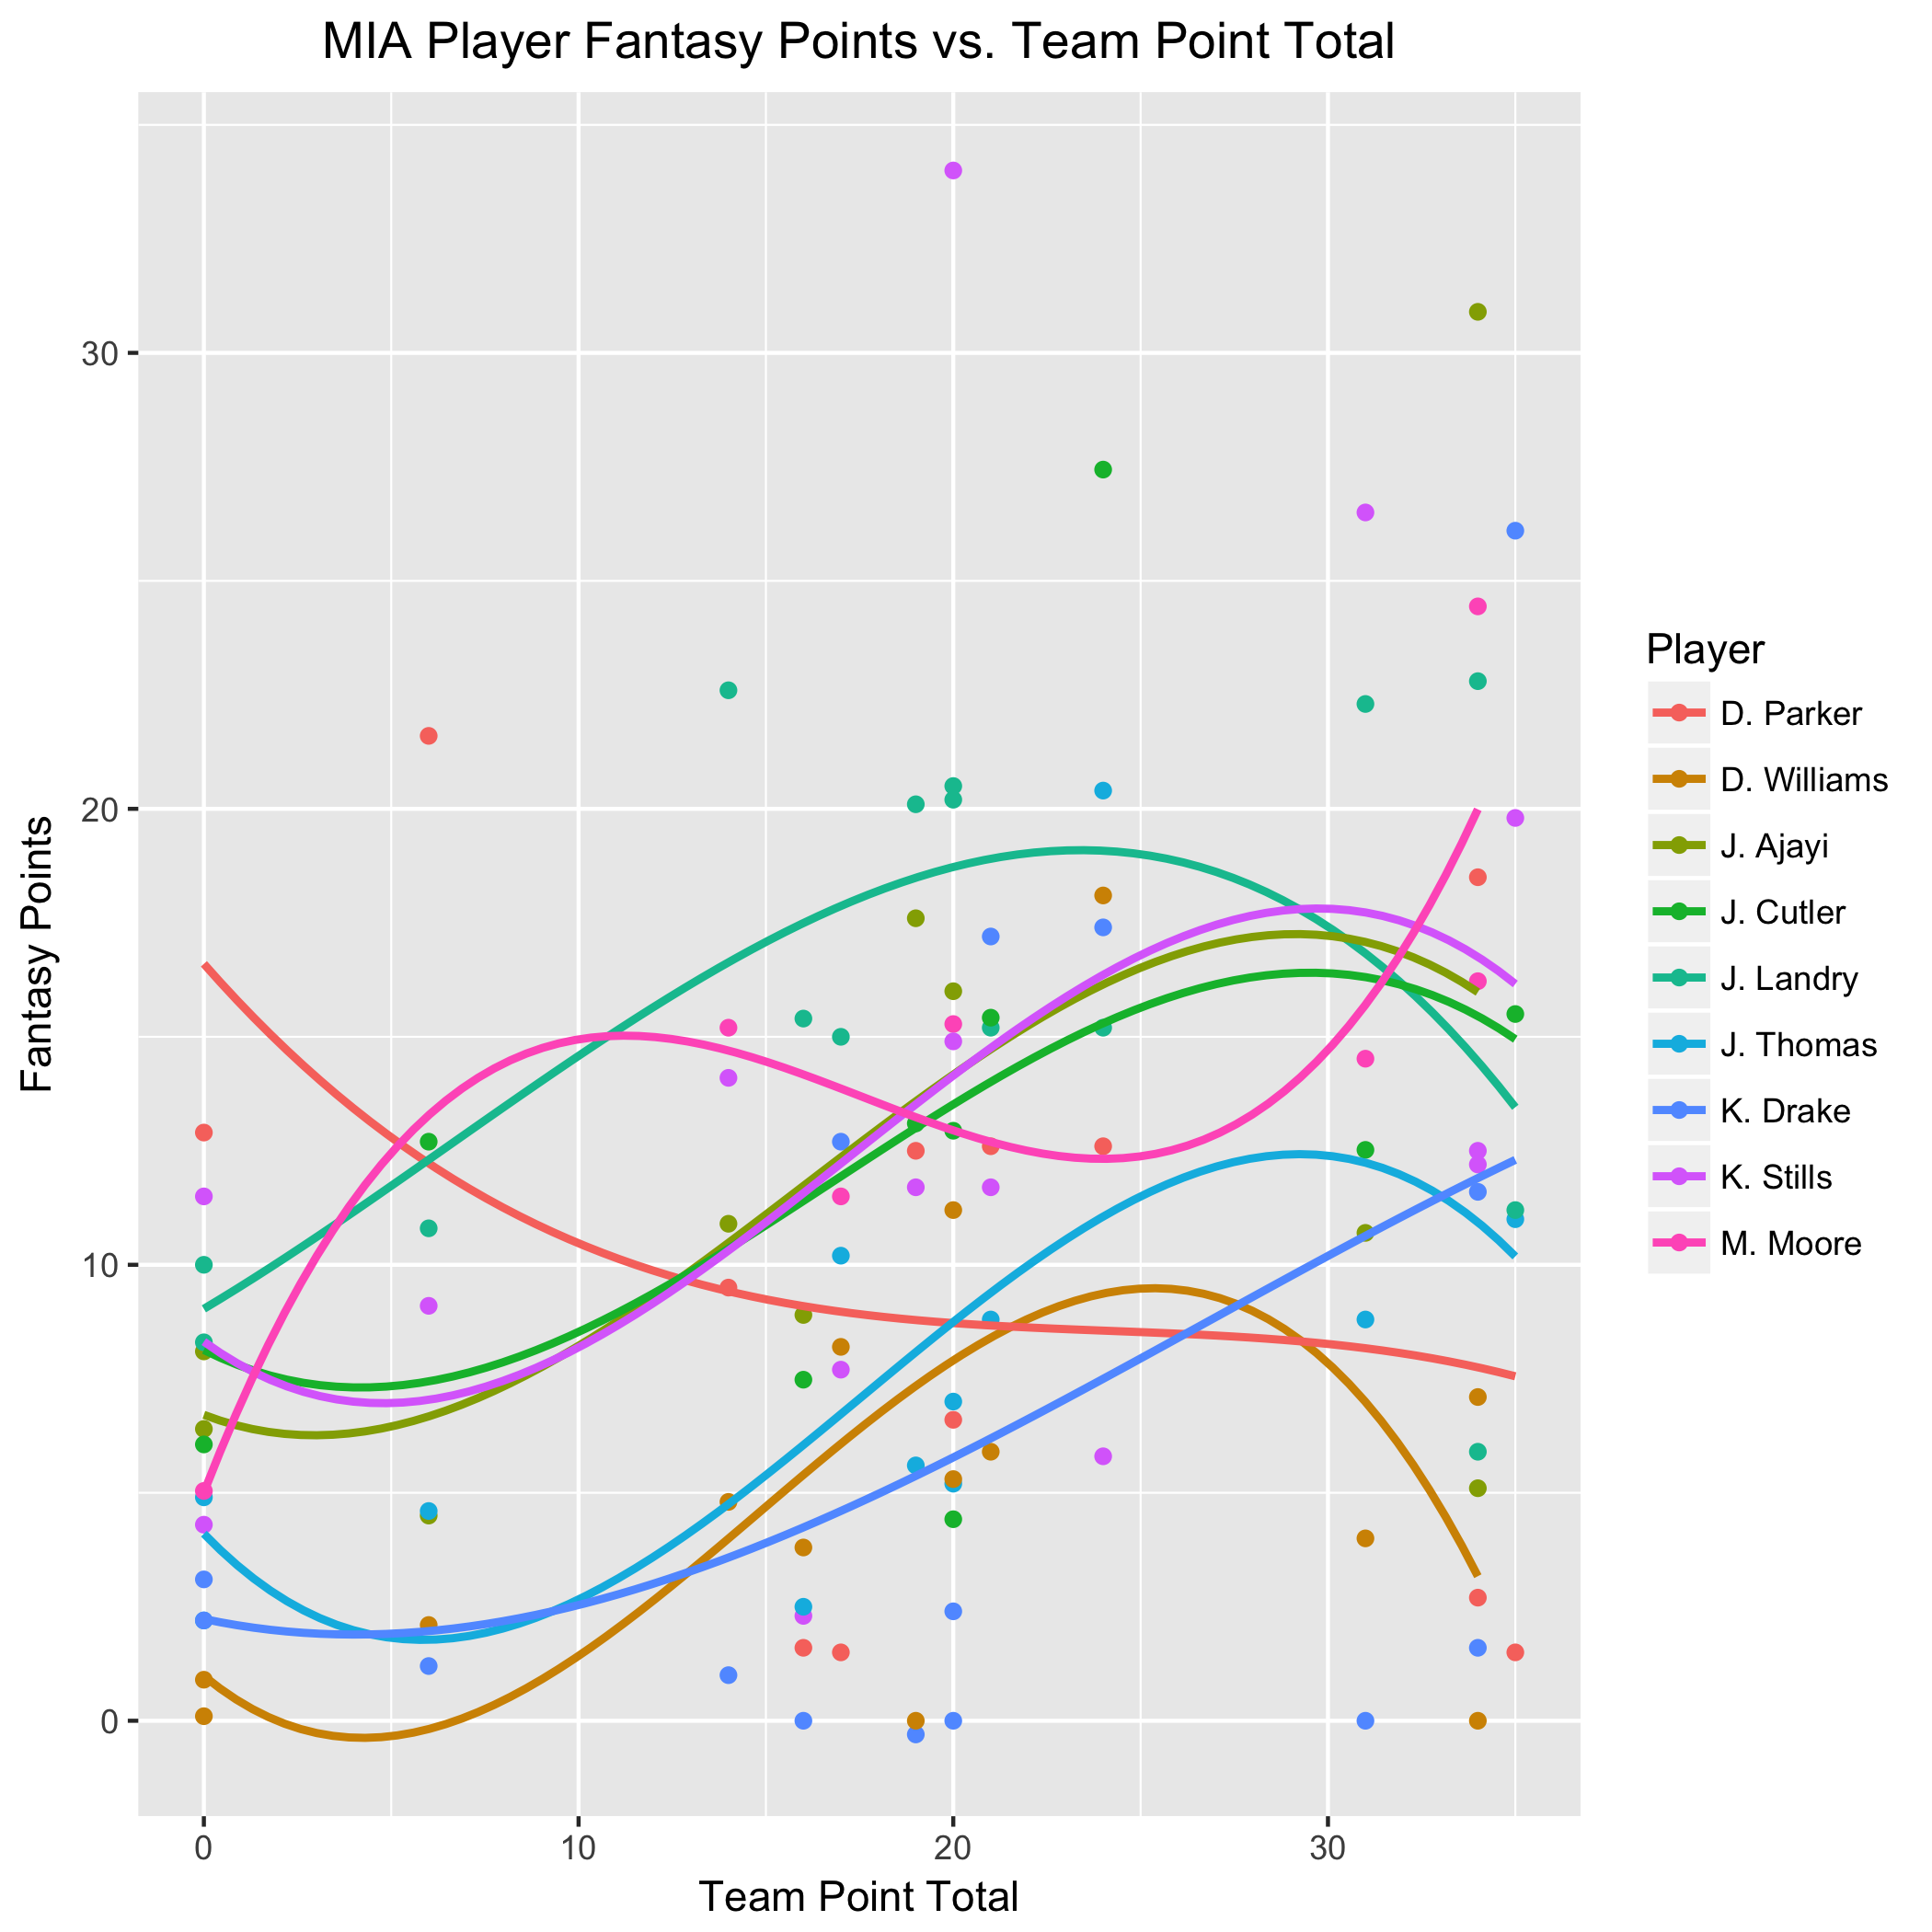 MIA Player Fantasy Points vs. Team Point Total
Fantasy Points
30
20
10
0
0 10 20 30
Team Point Total
Player
D. Parker
D. Williams
J. Ajayi
J. Cutler
J. Landry
J. Thomas
K. Drake
K. Stills
M. Moore